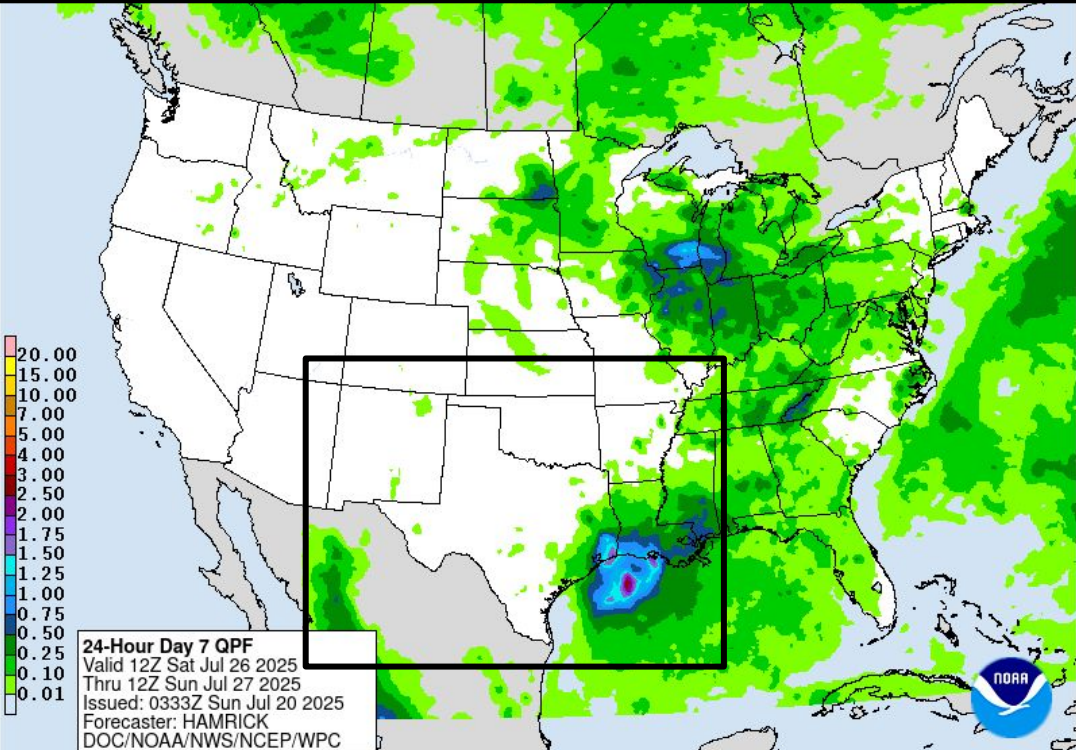 20.00
15.00
10.00
7.00
5.00
4.00
3.00
2.50
2.00
1.75
1.50
1.25
1.00
0.75
0.50
0.25
0.10
0.01
24-Hour Day 7 QPF
Valid 12Z Sat Jul 26 2025
Thru 12Z Sun Jul 27 2025
Issued: 0333Z Sun Jul 20 2025
Forecaster: HAMRICK
DOC/NOAA/NWS/NCEP/WPC
NOAA